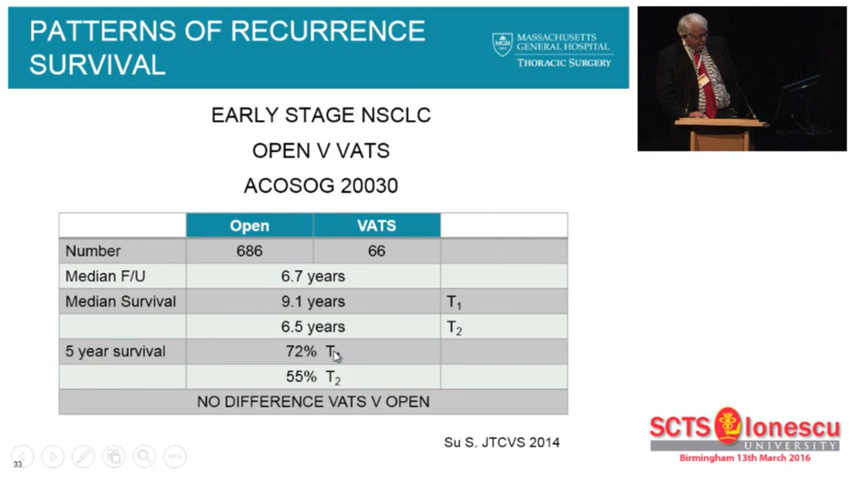 PATTERNS OF RECURRENCE
SURVIVAL
MGH
1811
MASSACHUSETTS
GENERAL HOSPITAL
THORACIC SURGERY
EARLY STAGE NSCLC
OPEN V VATS
ACOSOG 20030
Open VATS
Number 686 66
Median F/U 6.7 years
Median Survival 9.1 years T₁
6.5 years T₂
5 year survival 72% T
55% T₂
NO DIFFERENCE VATS V OPEN
Su S. JTCVS 2014
SCTS Ionescu
UNIVERSITY
Birmingham 13th March 2016
33